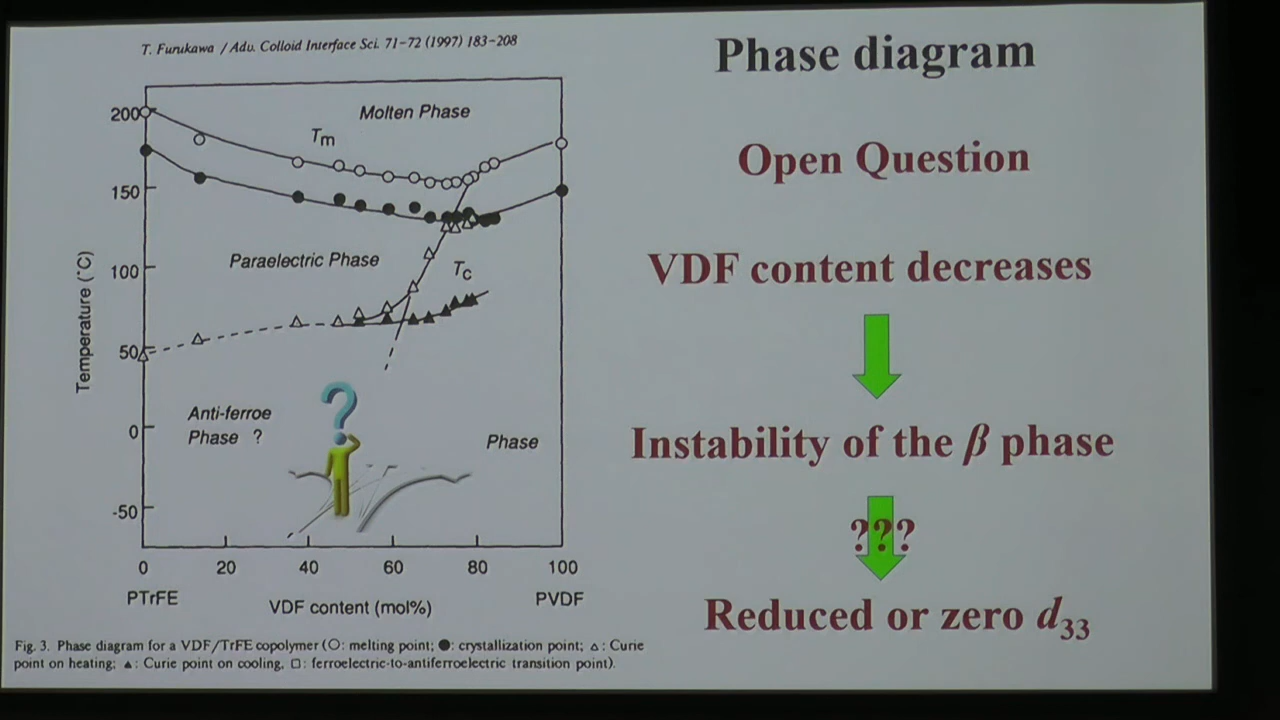 T. Furukawa / Adv. Colloid Interface Sci. 71-72 (1997) 183-208
Phase diagram
Open Question
VDF content decreases
Instability of the β phase
???
Reduced or zero d33
Molten Phase
Tm
Paraelectric Phase
Tc
Anti-ferroe
Phase ?
?
Phase
Temperature (°C)
200
150
100
50
0
-50
0 20 40 60 80 100
PTrFE
VDF content (mol%)
PVDF
Fig. 3. Phase diagram for a VDF/TrFE copolymer (○: melting point; ●: crystallization point; △: Curie
point on heating; ▲: Curie point on cooling, □: ferroelectric-to-antiferroelectric transition point).